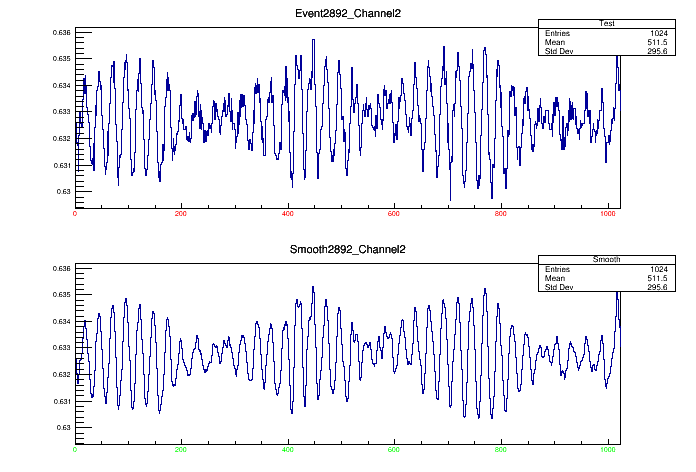 Event2892_Channel2
Test
Entries 1024
Mean 511.5
Std Dev 295.6
0.636
0.635
0.634
0.633
0.632
0.631
0.63
0 200 400 600 800 1000
Smooth2892_Channel2
Smooth
Entries 1024
Mean 511.5
Std Dev 295.6
0.636
0.635
0.634
0.633
0.632
0.631
0.63
0 200 400 600 800 1000